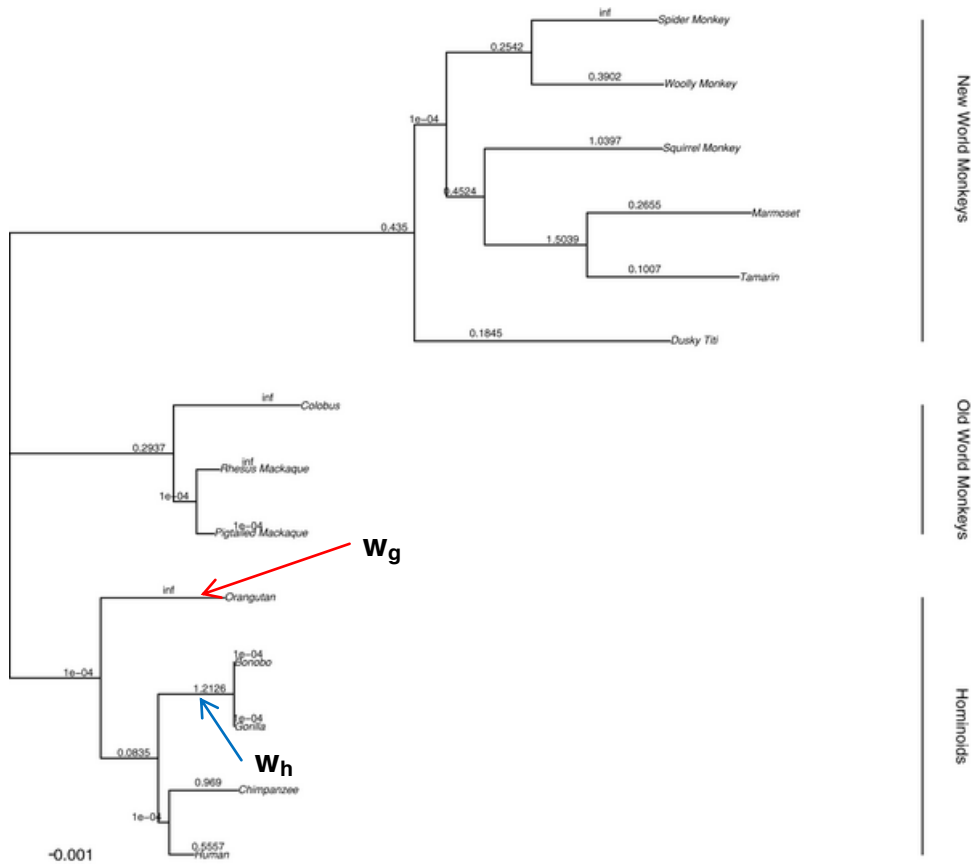 inf
Spider Monkey
0.2542
0.3902
Woolly Monkey
1e−04
1.0397
Squirrel Monkey
0.4524
0.2655
Marmoset
0.435
1.5039
0.1007
Tamarin
0.1845
Dusky Titi
New World Monkeys
inf
Colobus
0.2937
inf
Rhesus Mackaque
1e−04
1e−04
Pigtailed Mackaque
Old World Monkeys
wg
inf
Orangutan
1e−04
Bonobo
1e−04
1.2126
1e−04
Gorilla
0.0835
wh
0.969
Chimpanzee
1e−04
0.5557
Human
Hominoids
-0.001